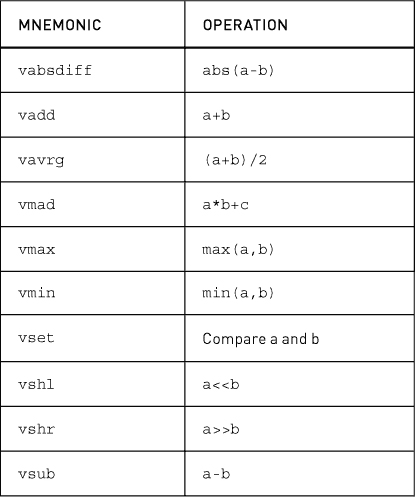 MNEMONIC OPERATION
vabsdiff abs(a-b)
vadd a+b
vavrg (a+b)/2
vmad a*b+c
vmax max(a,b)
vmin min(a,b)
vset Compare a and b
vshl a<<b
vshr a>>b
vsub a-b